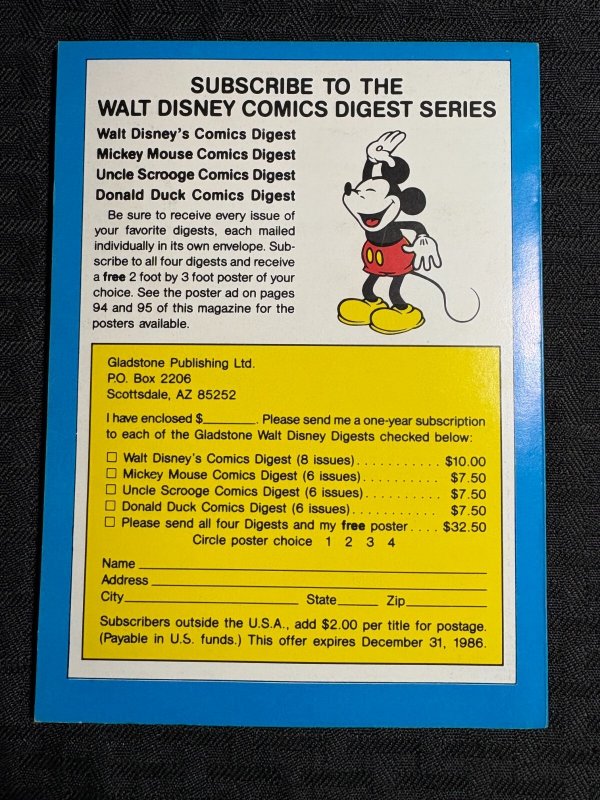 SUBSCRIBE TO THE
WALT DISNEY COMICS DIGEST SERIES
Walt Disney's Comics Digest
Mickey Mouse Comics Digest
Uncle Scrooge Comics Digest
Donald Duck Comics Digest
Be sure to receive every issue of
your favorite digests, each mailed
individually in its own envelope. Sub-
scribe to all four digests and receive
a free 2 foot by 3 foot poster of your
choice. See the poster ad on pages
94 and 95 of this magazine for the
posters available.
Gladstone Publishing Ltd.
P.O. Box 2206
Scottsdale, AZ 85252
I have enclosed $________. Please send me a one-year subscription
to each of the Gladstone Walt Disney Digests checked below:
☐ Walt Disney's Comics Digest (8 issues). . . . . . . . . . . $10.00
☐ Mickey Mouse Comics Digest (6 issues). . . . . . . . . . . $7.50
☐ Uncle Scrooge Comics Digest (6 issues). . . . . . . . . . . $7.50
☐ Donald Duck Comics Digest (6 issues). . . . . . . . . . . . $7.50
☐ Please send all four Digests and my free poster . . . . $32.50
Circle poster choice 1 2 3 4
Name
Address
City State Zip
Subscribers outside the U.S.A., add $2.00 per title for postage.
(Payable in U.S. funds.) This offer expires December 31, 1986.